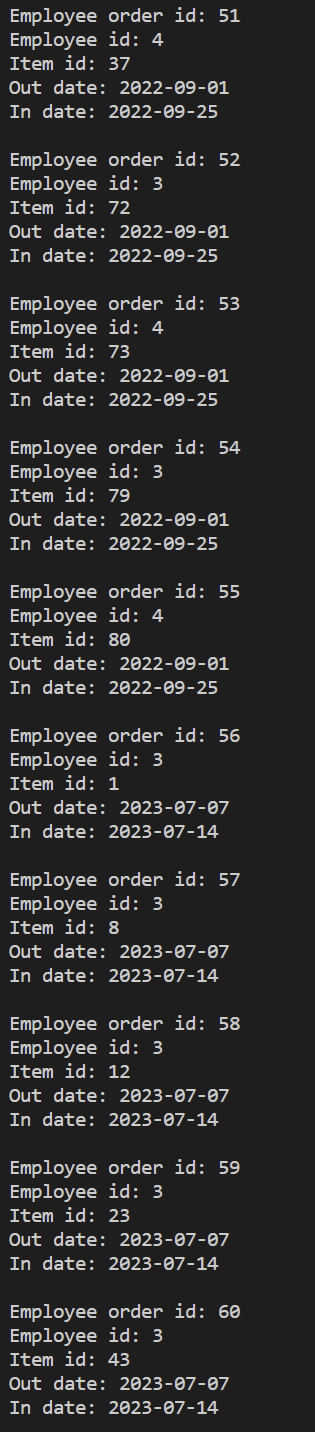 Employee order id: 51
Employee id: 4
Item id: 37
Out date: 2022-09-01
In date: 2022-09-25

Employee order id: 52
Employee id: 3
Item id: 72
Out date: 2022-09-01
In date: 2022-09-25

Employee order id: 53
Employee id: 4
Item id: 73
Out date: 2022-09-01
In date: 2022-09-25

Employee order id: 54
Employee id: 3
Item id: 79
Out date: 2022-09-01
In date: 2022-09-25

Employee order id: 55
Employee id: 4
Item id: 80
Out date: 2022-09-01
In date: 2022-09-25

Employee order id: 56
Employee id: 3
Item id: 1
Out date: 2023-07-07
In date: 2023-07-14

Employee order id: 57
Employee id: 3
Item id: 8
Out date: 2023-07-07
In date: 2023-07-14

Employee order id: 58
Employee id: 3
Item id: 12
Out date: 2023-07-07
In date: 2023-07-14

Employee order id: 59
Employee id: 3
Item id: 23
Out date: 2023-07-07
In date: 2023-07-14

Employee order id: 60
Employee id: 3
Item id: 43
Out date: 2023-07-07
In date: 2023-07-14